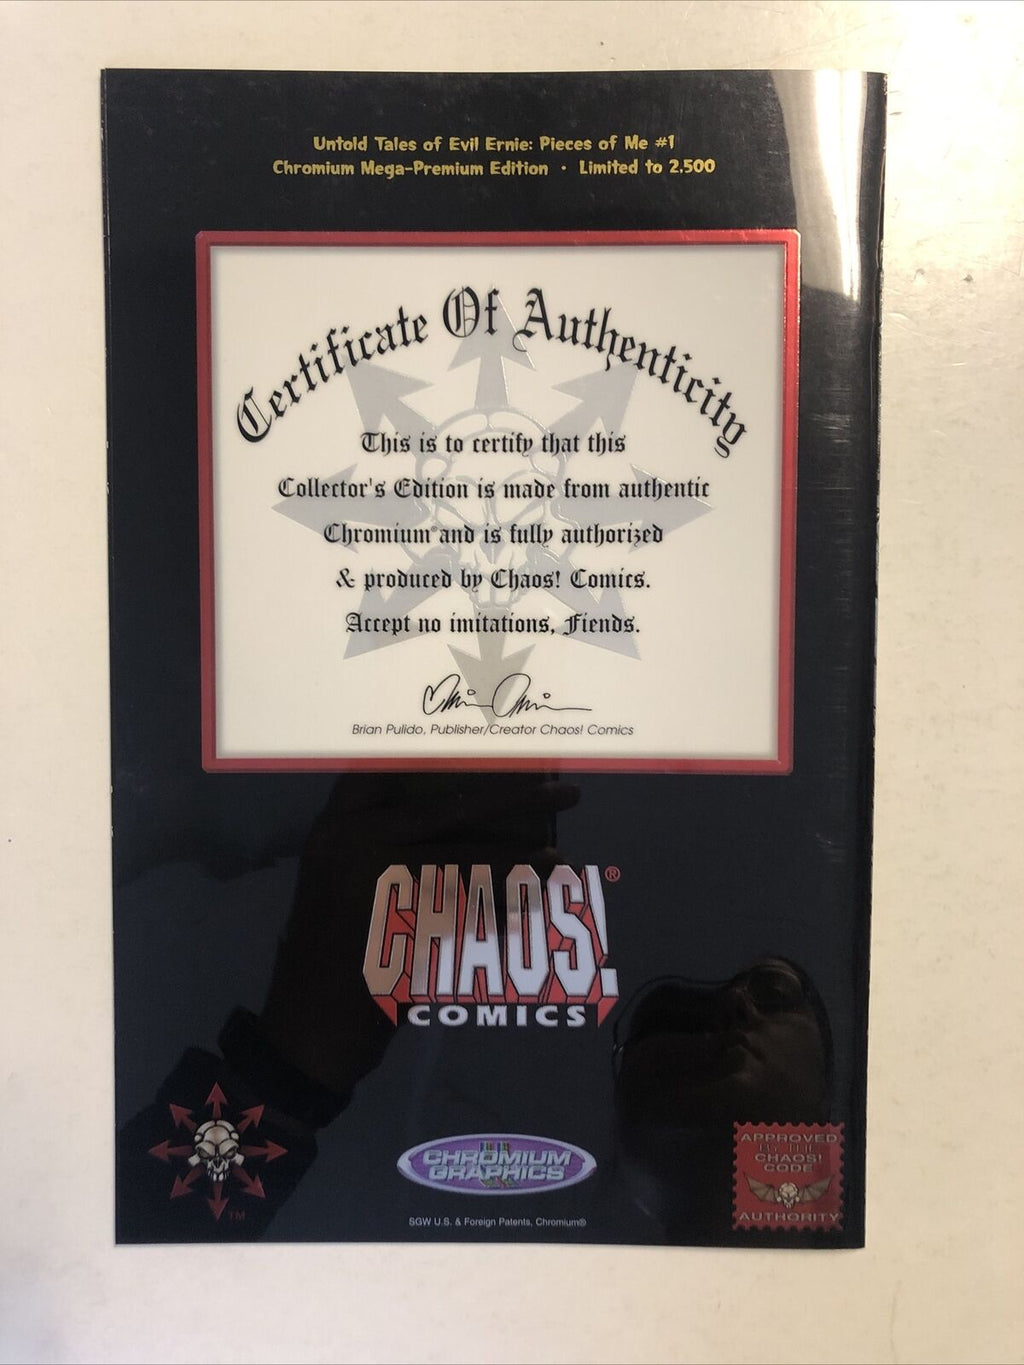 Untold Tales of Evil Ernie: Pieces of Me #1
Chromium Mega-Premium Edition • Limited to 2,500
Certificate Of Authenticity
This is to certify that this
Collector's Edition is made from authentic
Chromium® and is fully authorized
& produced by Chaos! Comics.
Accept no imitations, Fiends.
Brian Pulido, Publisher/Creator Chaos! Comics
CHAOS!®
COMICS
TM
CHROMIUM
GRAPHICS
SGW U.S. & Foreign Patents, Chromium®
APPROVED
BY THE
CHAOS!
CODE
AUTHORITY